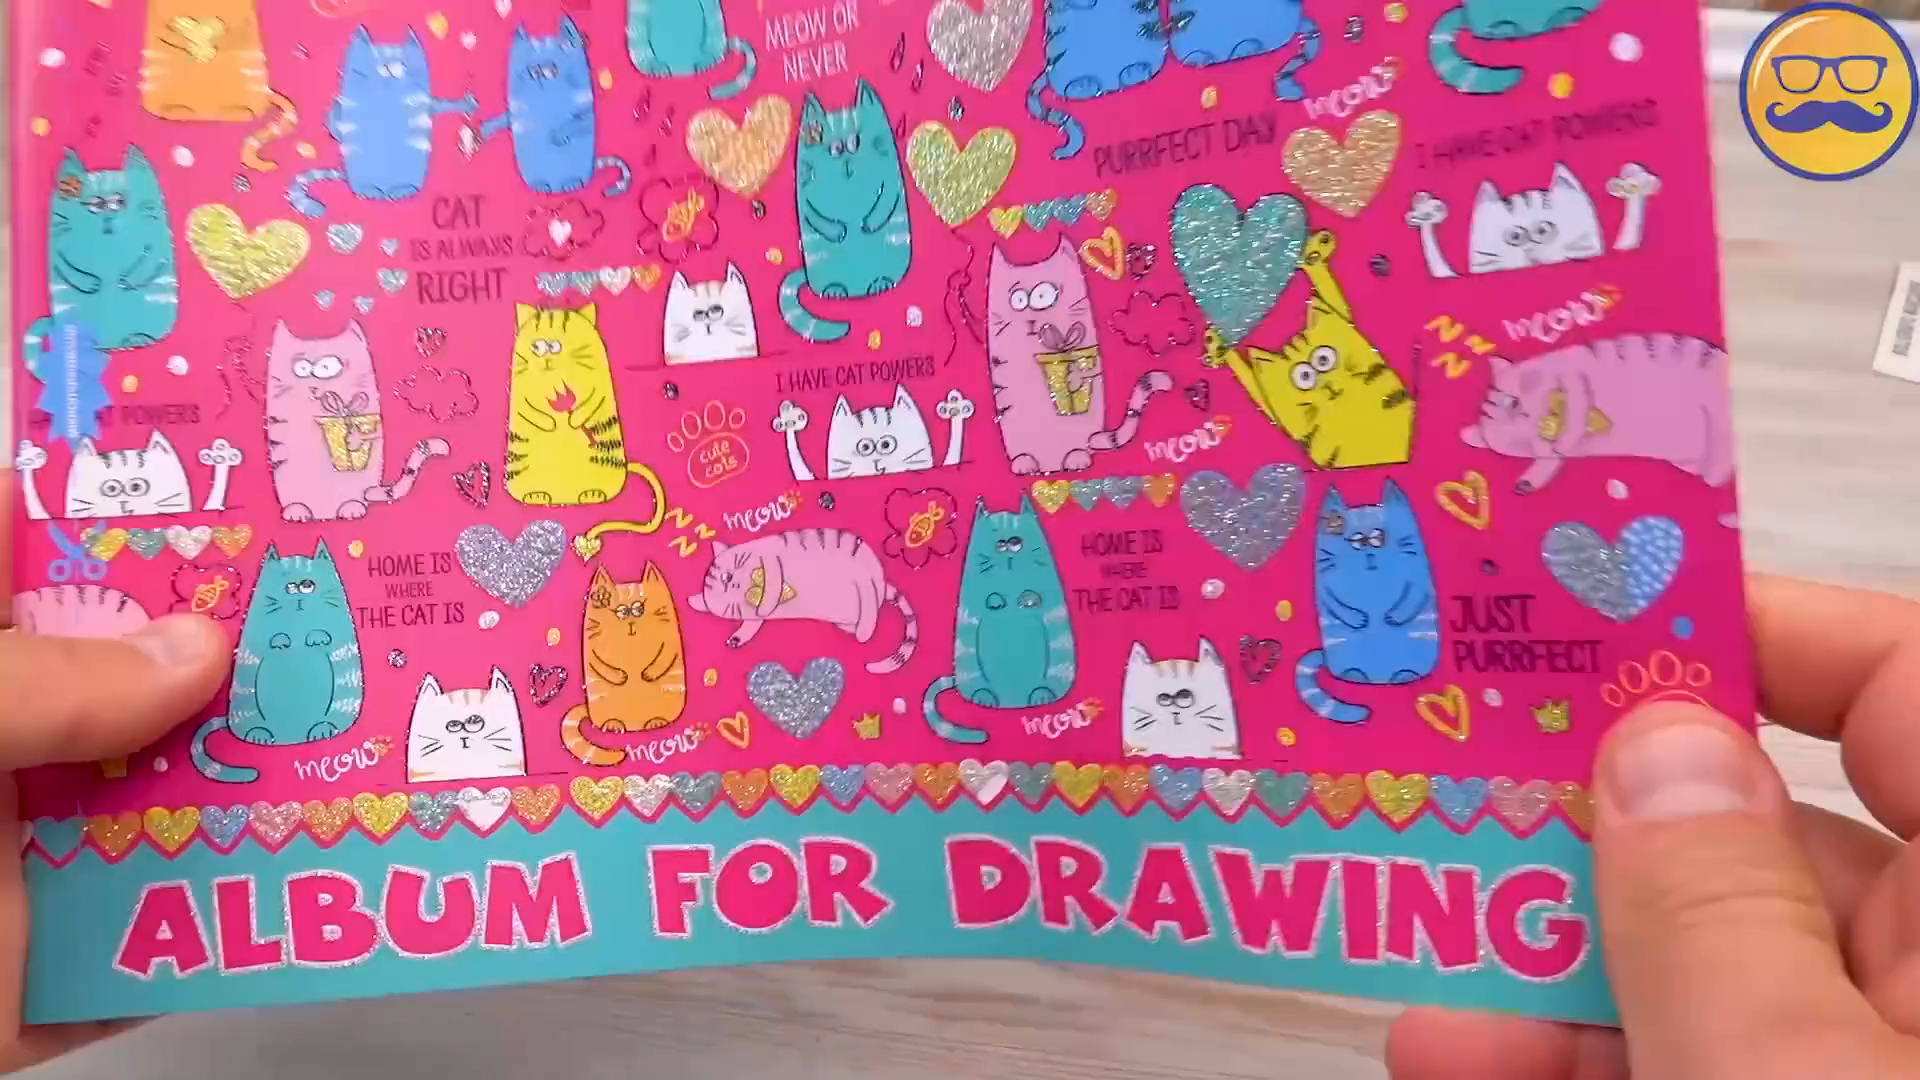 MEOW OR
NEVER
meow
PURRFECT DAY
I HAVE CAT POWERS
CAT
IS ALWAYS
RIGHT
meow
I HAVE CAT POWERS
POWERS
cute
cats
meow
zzz
meow
HOME IS
WHERE
THE CAT IS
HOME IS
WHERE
THE CAT IS
JUST
PURRFECT
meow
meow
meow
ALBUM FOR DRAWING